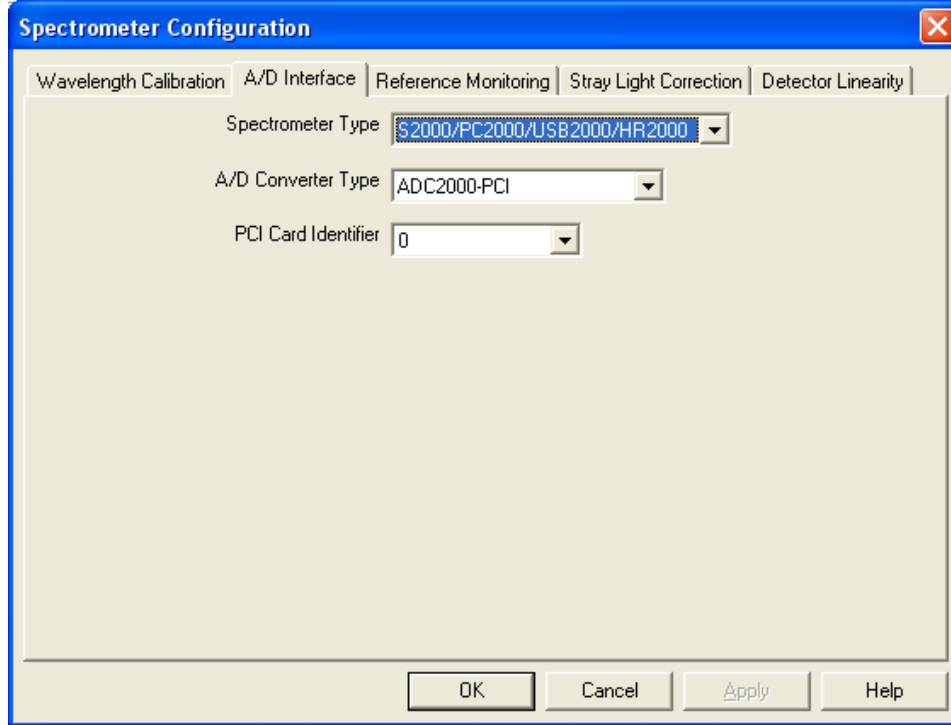 Spectrometer Configuration
Wavelength Calibration A/D Interface Reference Monitoring Stray Light Correction Detector Linearity
Spectrometer Type S2000/PC2000/USB2000/HR2000
A/D Converter Type ADC2000-PCI
PCI Card Identifier 0
OK Cancel Apply Help